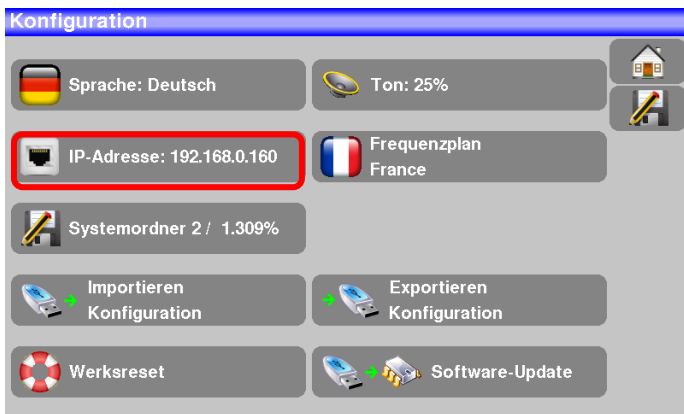 Konfiguration
Sprache: Deutsch
Ton: 25%
IP-Adresse: 192.168.0.160
Frequenzplan
France
Systemordner 2 / 1.309%
Importieren
Konfiguration
Exportieren
Konfiguration
Werksreset
Software-Update